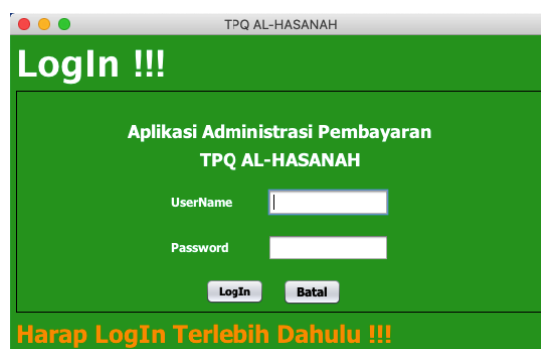 TPQ AL-HASANAH
LogIn !!!
Aplikasi Administrasi Pembayaran
TPQ AL-HASANAH
UserName
Password
LogIn Batal
Harap LogIn Terlebih Dahulu !!!